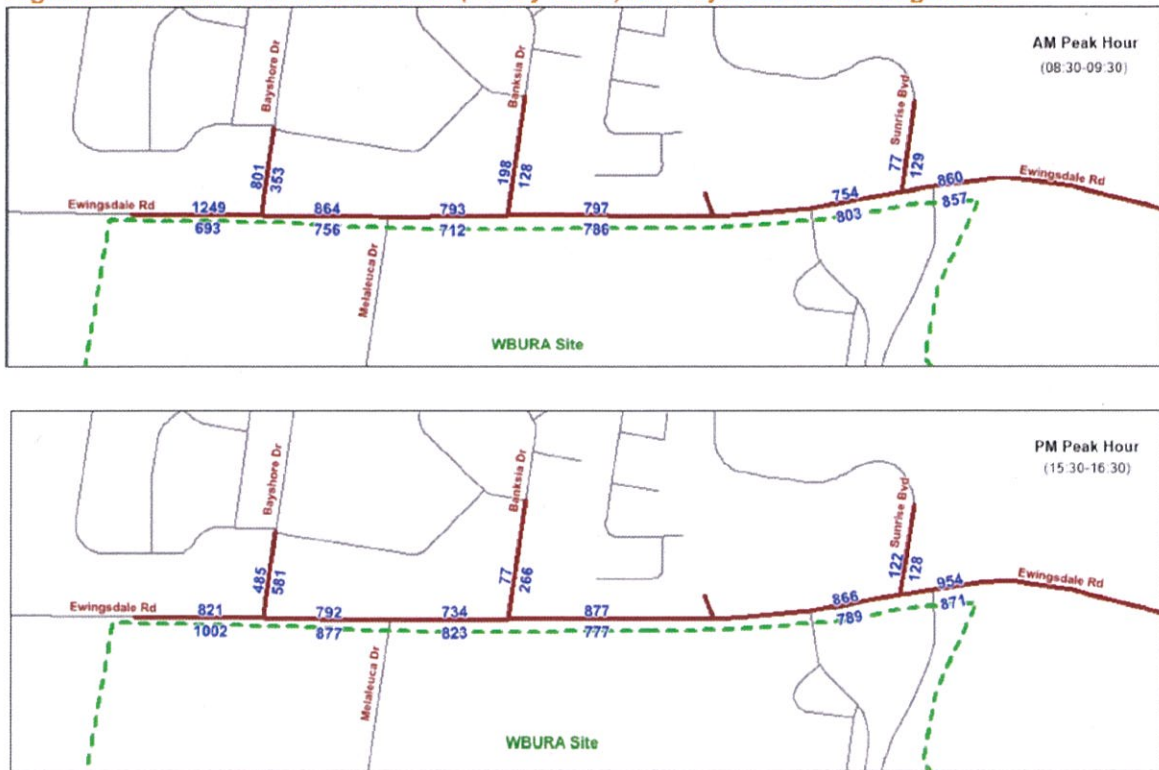 AM Peak Hour
(08:30-09:30)
Bayshore Dr
Banksia Dr
Sunrise Bvd
801
353
198
128
77
129
Ewingsdale Rd
Ewingsdale Rd
1249
864
793
797
754
860
693
756
712
786
803
857
Melaleuca Dr
WBURA Site
PM Peak Hour
(15:30-16:30)
Bayshore Dr
Banksia Dr
Sunrise Bvd
485
581
77
266
122
128
Ewingsdale Rd
Ewingsdale Rd
821
792
734
877
866
954
1002
877
823
777
789
871
Melaleuca Dr
WBURA Site